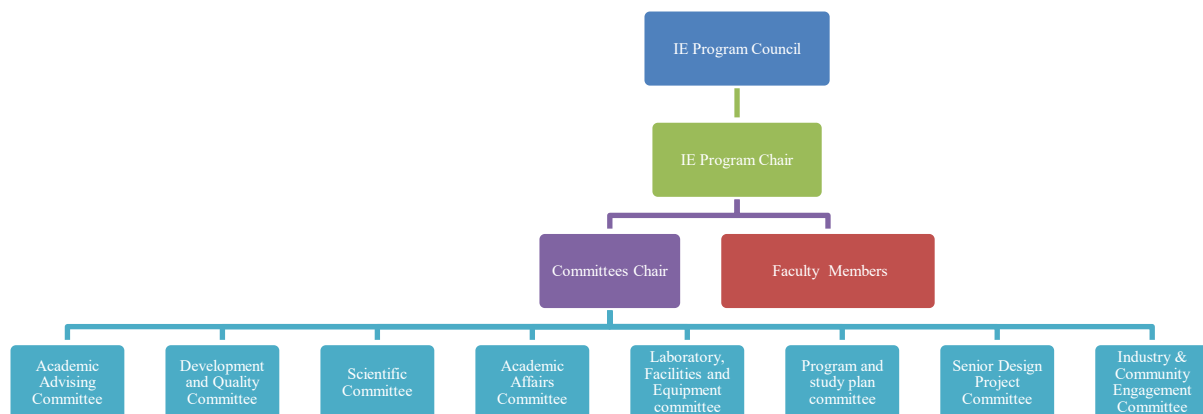 IE Program Council
IE Program Chair
Committees Chair
Faculty Members
Academic
Advising
Committee
Development
and Quality
Committee
Scientific
Committee
Academic
Affairs
Committee
Laboratory,
Facilities and
Equipment
committee
Program and
study plan
committee
Senior Design
Project
Committee
Industry &
Community
Engagement
Committee